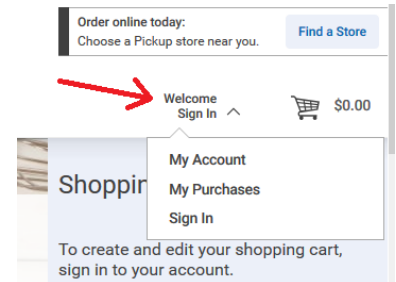 Order online today:
Choose a Pickup store near you.
Find a Store
Welcome
Sign In
$0.00
My Account
My Purchases
Sign In
To create and edit your shopping cart,
sign in to your account.